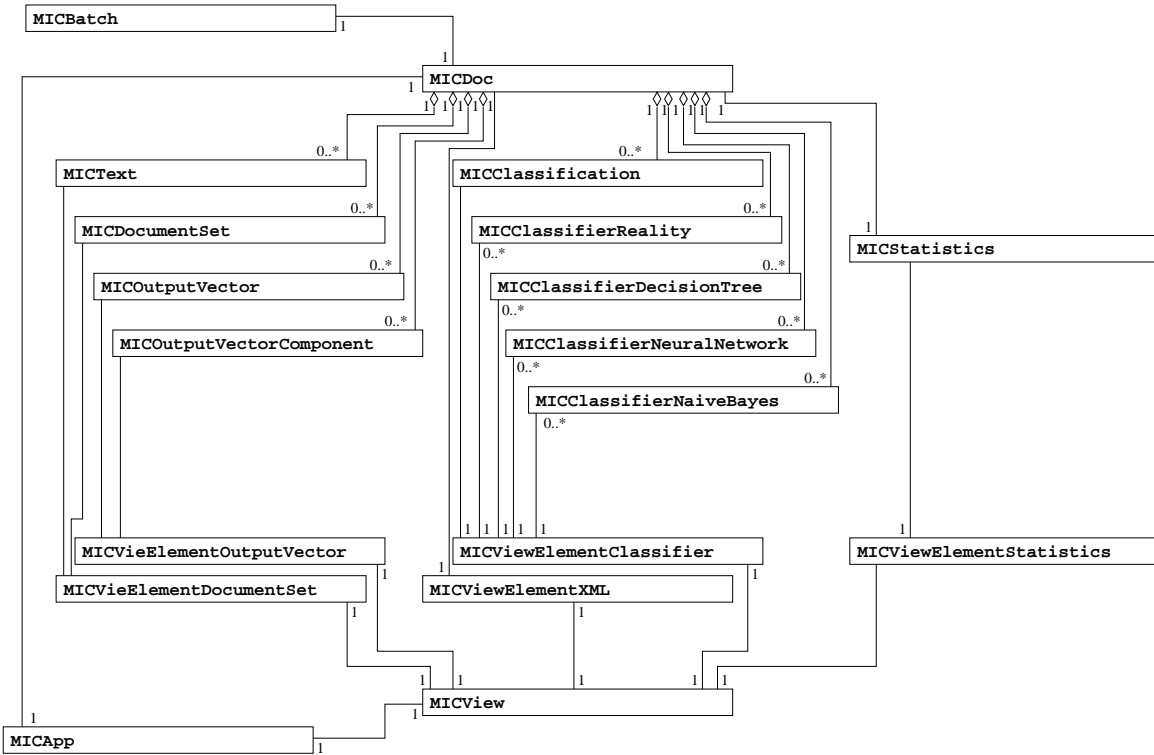 MICBatch
1
1
MICDoc
1
1 1 1 1 1
1 1 1 1 1
1
0..*
0..*
MICText
MICClassification
0..*
0..*
MICDocumentSet
MICClassifierReality
1
0..*
MICStatistics
0..*
0..*
MICOutputVector
MICClassifierDecisionTree
0..*
0..*
0..*
MICOutputVectorComponent
MICClassifierNeuralNetwork
0..*
0..*
MICClassifierNaiveBayes
0..*
1 1 1 1 1
1
MICVieElementOutputVector
MICViewElementClassifier
MICViewElementStatistics
1
1
1
MICVieElementDocumentSet
MICViewElementXML
1
1
1 1 1 1 1
MICView
1
1
MICApp
1